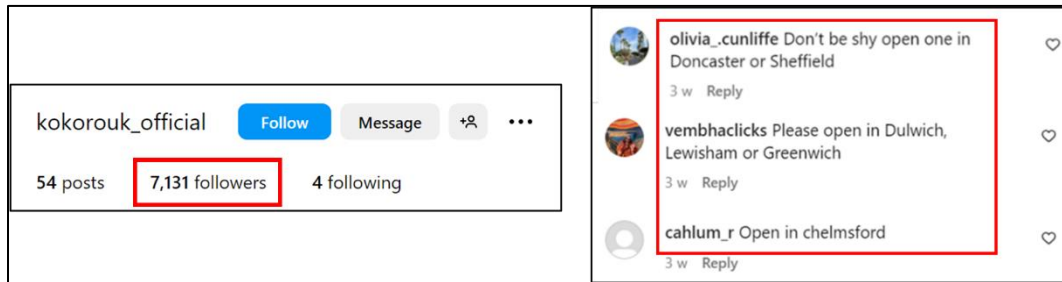 kokorouk_official Follow Message
54 posts 7,131 followers 4 following
olivia_.cunliffe Don't be shy open one in
Doncaster or Sheffield
3 w Reply
vembhaclicks Please open in Dulwich,
Lewisham or Greenwich
3 w Reply
cahlum_r Open in chelmsford
3 w Reply